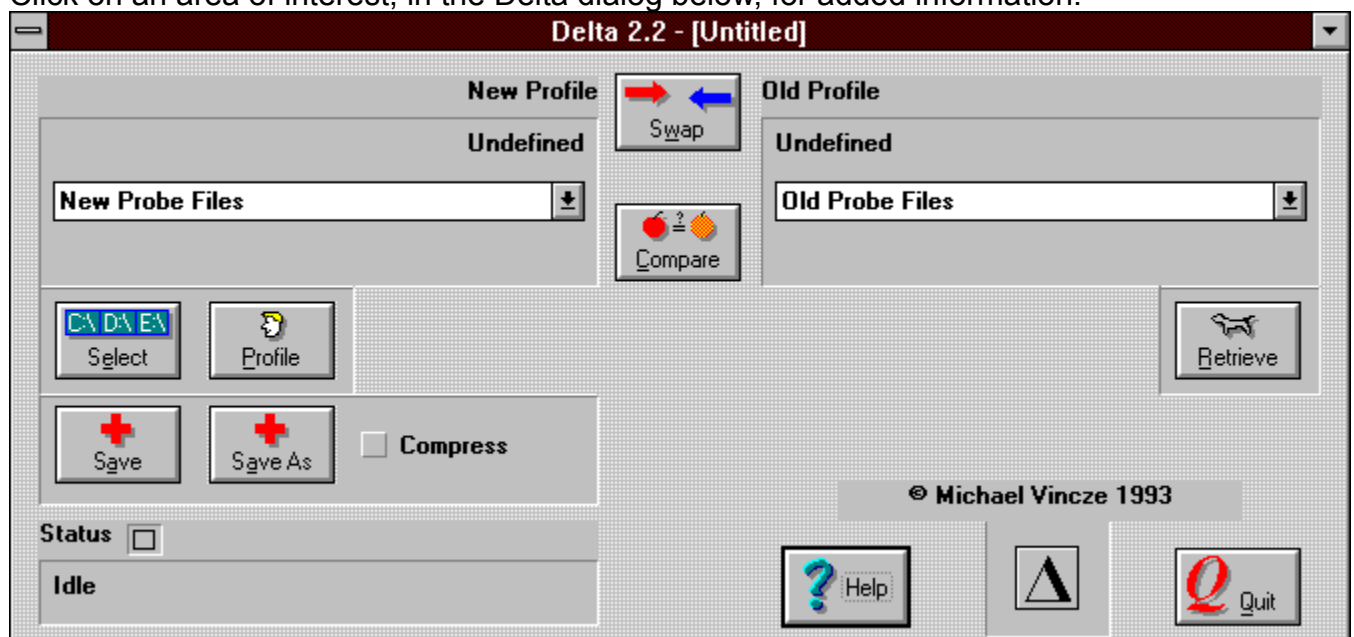 Click on an area of interest, in the Delta dialog below, for added information.
Delta 2.2 - [Untitled]
New Profile
Swap
Old Profile
Undefined
Undefined
New Probe Files
Old Probe Files
?
=
Compare
C:\ D:\ E:\
Select
Profile
Retrieve
Save
Save As
Compress
© Michael Vincze 1993
Status
Idle
? Help
Δ
Q Quit